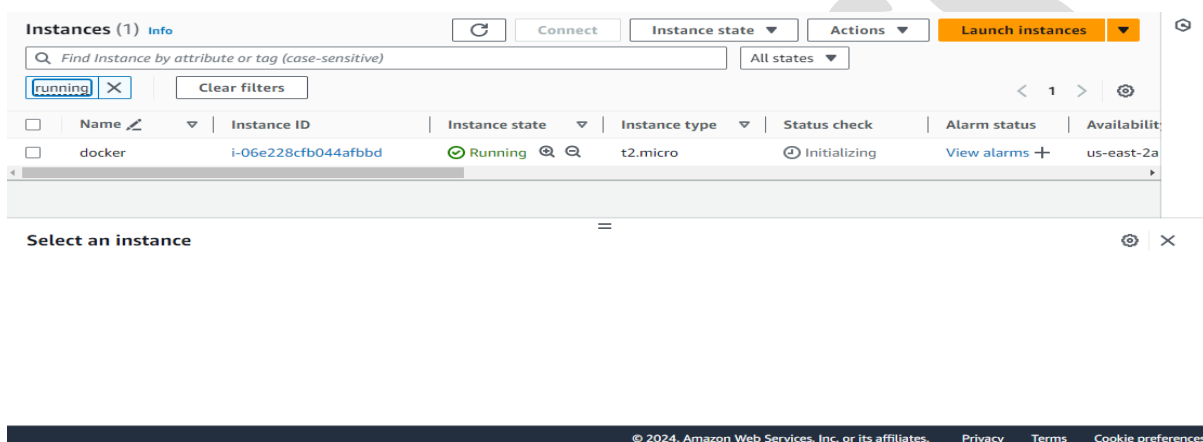 Instances (1) Info Connect Instance state Actions Launch instances
Find Instance by attribute or tag (case-sensitive) All states
running Clear filters 1
Name Instance ID Instance state Instance type Status check Alarm status Availabilit
docker i-06e228cfb044afbbd Running t2.micro Initializing View alarms us-east-2a
Select an instance
© 2024, Amazon Web Services, Inc. or its affiliates. Privacy Terms Cookie preference